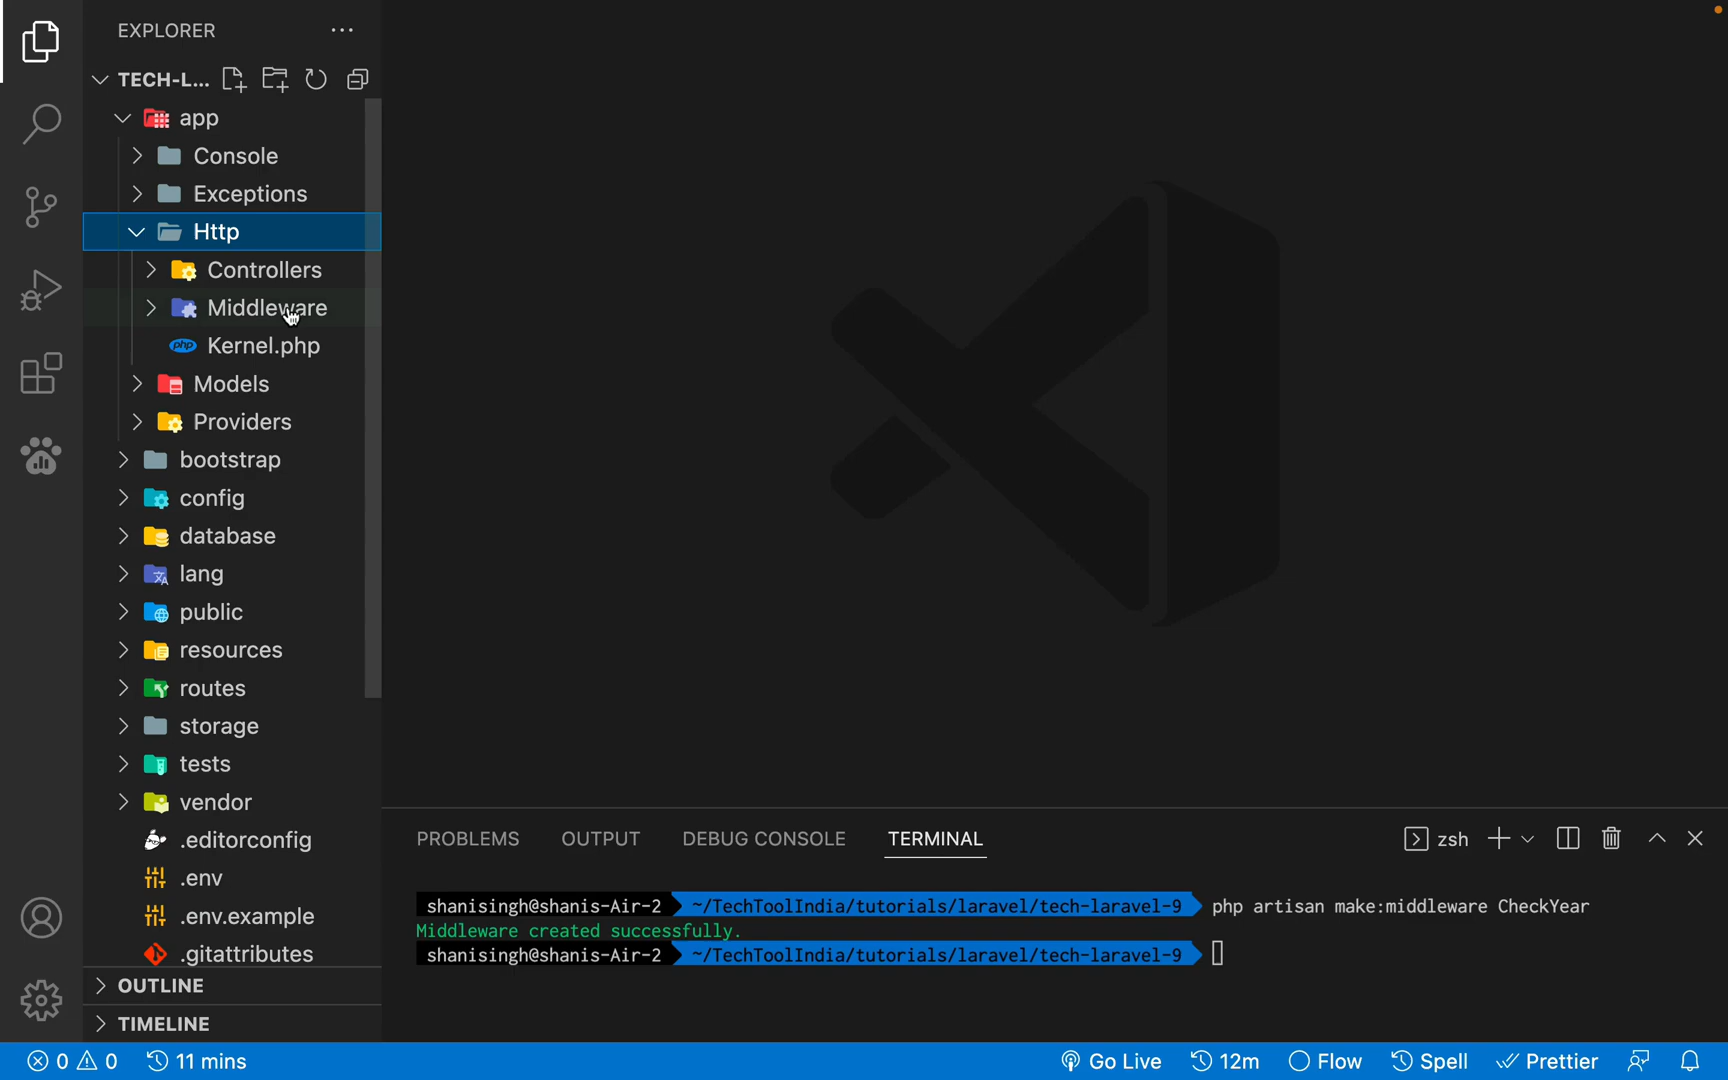 EXPLORER
TECH-L...
app
Console
Exceptions
Http
Controllers
Middleware
php Kernel.php
Models
Providers
bootstrap
config
database
lang
public
resources
routes
storage
tests
vendor
.editorconfig
.env
.env.example
.gitattributes
OUTLINE
TIMELINE
PROBLEMS OUTPUT DEBUG CONSOLE TERMINAL zsh
shanisingh@shanis-Air-2 ~/TechToolIndia/tutorials/laravel/tech-laravel-9 php artisan make:middleware CheckYear
Middleware created successfully.
shanisingh@shanis-Air-2 ~/TechToolIndia/tutorials/laravel/tech-laravel-9
0 0 11 mins Go Live 12m Flow Spell Prettier